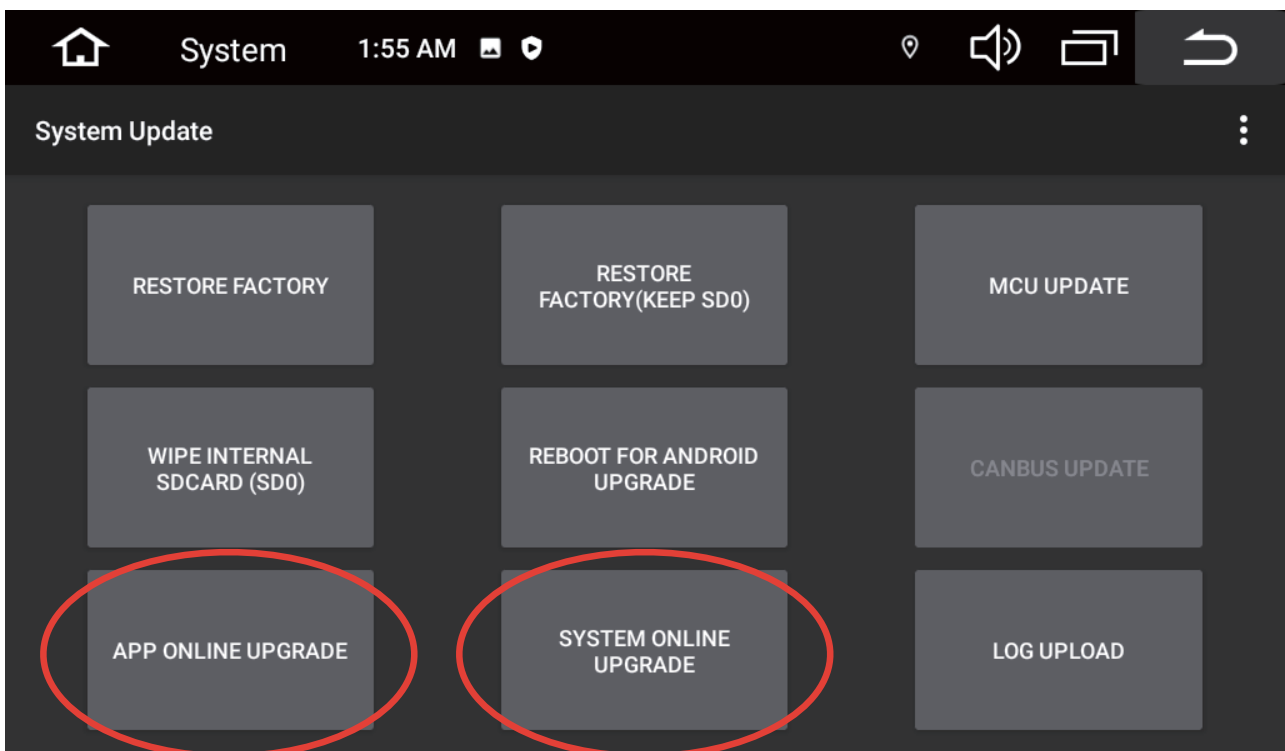 System 1:55 AM
System Update
RESTORE FACTORY
RESTORE
FACTORY(KEEP SD0)
MCU UPDATE
WIPE INTERNAL
SDCARD (SD0)
REBOOT FOR ANDROID
UPGRADE
CANBUS UPDATE
APP ONLINE UPGRADE
SYSTEM ONLINE
UPGRADE
LOG UPLOAD